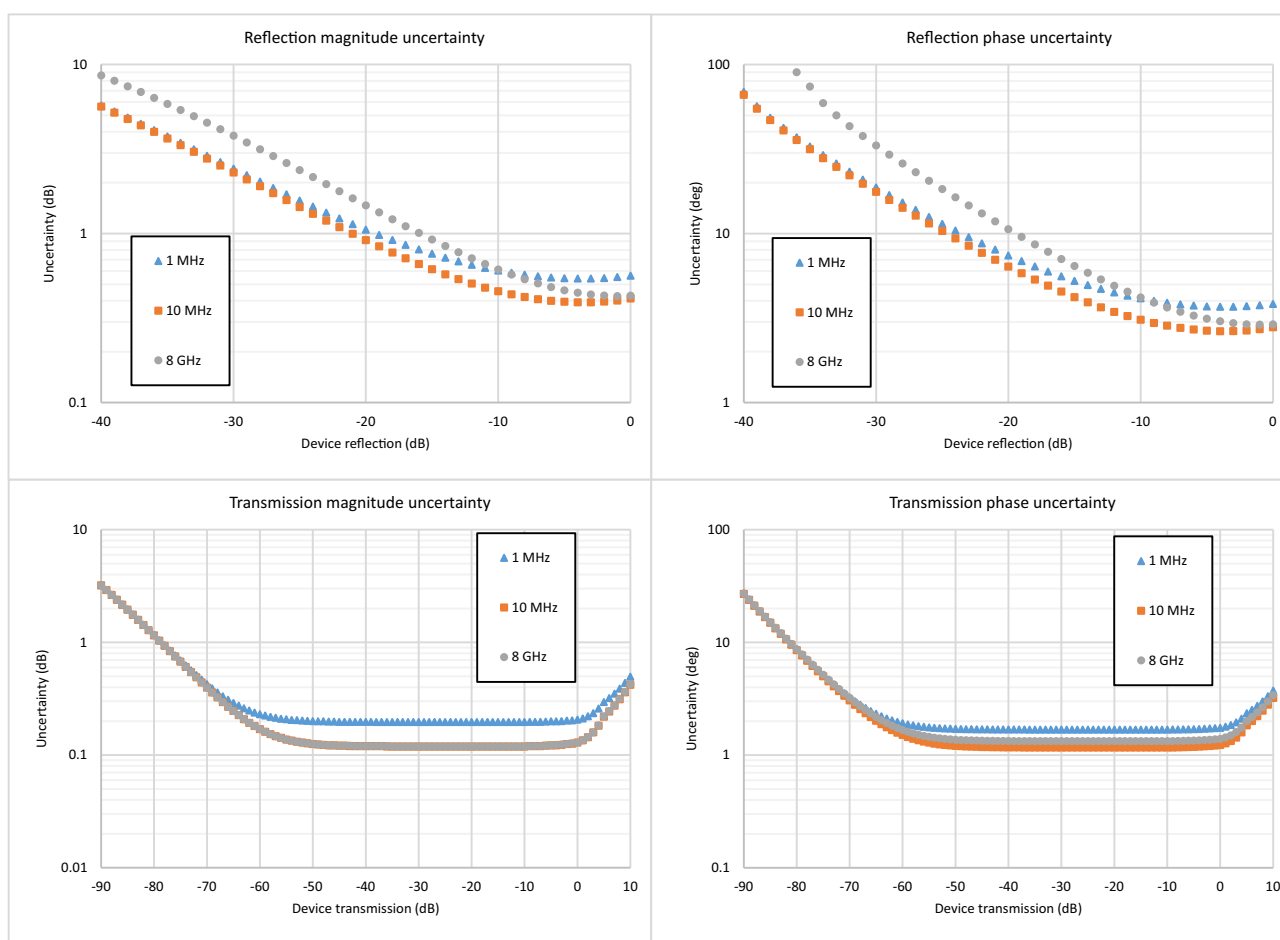 Reflection magnitude uncertainty
10
1
0.1
Uncertainty (dB)
1 MHz
10 MHz
8 GHz
-40 -30 -20 -10 0
Device reflection (dB)
Reflection phase uncertainty
100
10
1
Uncertainty (deg)
1 MHz
10 MHz
8 GHz
-40 -30 -20 -10 0
Device reflection (dB)
Transmission magnitude uncertainty
10
1
0.1
0.01
Uncertainty (dB)
1 MHz
10 MHz
8 GHz
-90 -80 -70 -60 -50 -40 -30 -20 -10 0 10
Device transmission (dB)
Transmission phase uncertainty
100
10
1
0.1
Uncertainty (deg)
1 MHz
10 MHz
8 GHz
-90 -80 -70 -60 -50 -40 -30 -20 -10 0 10
Device transmission (dB)